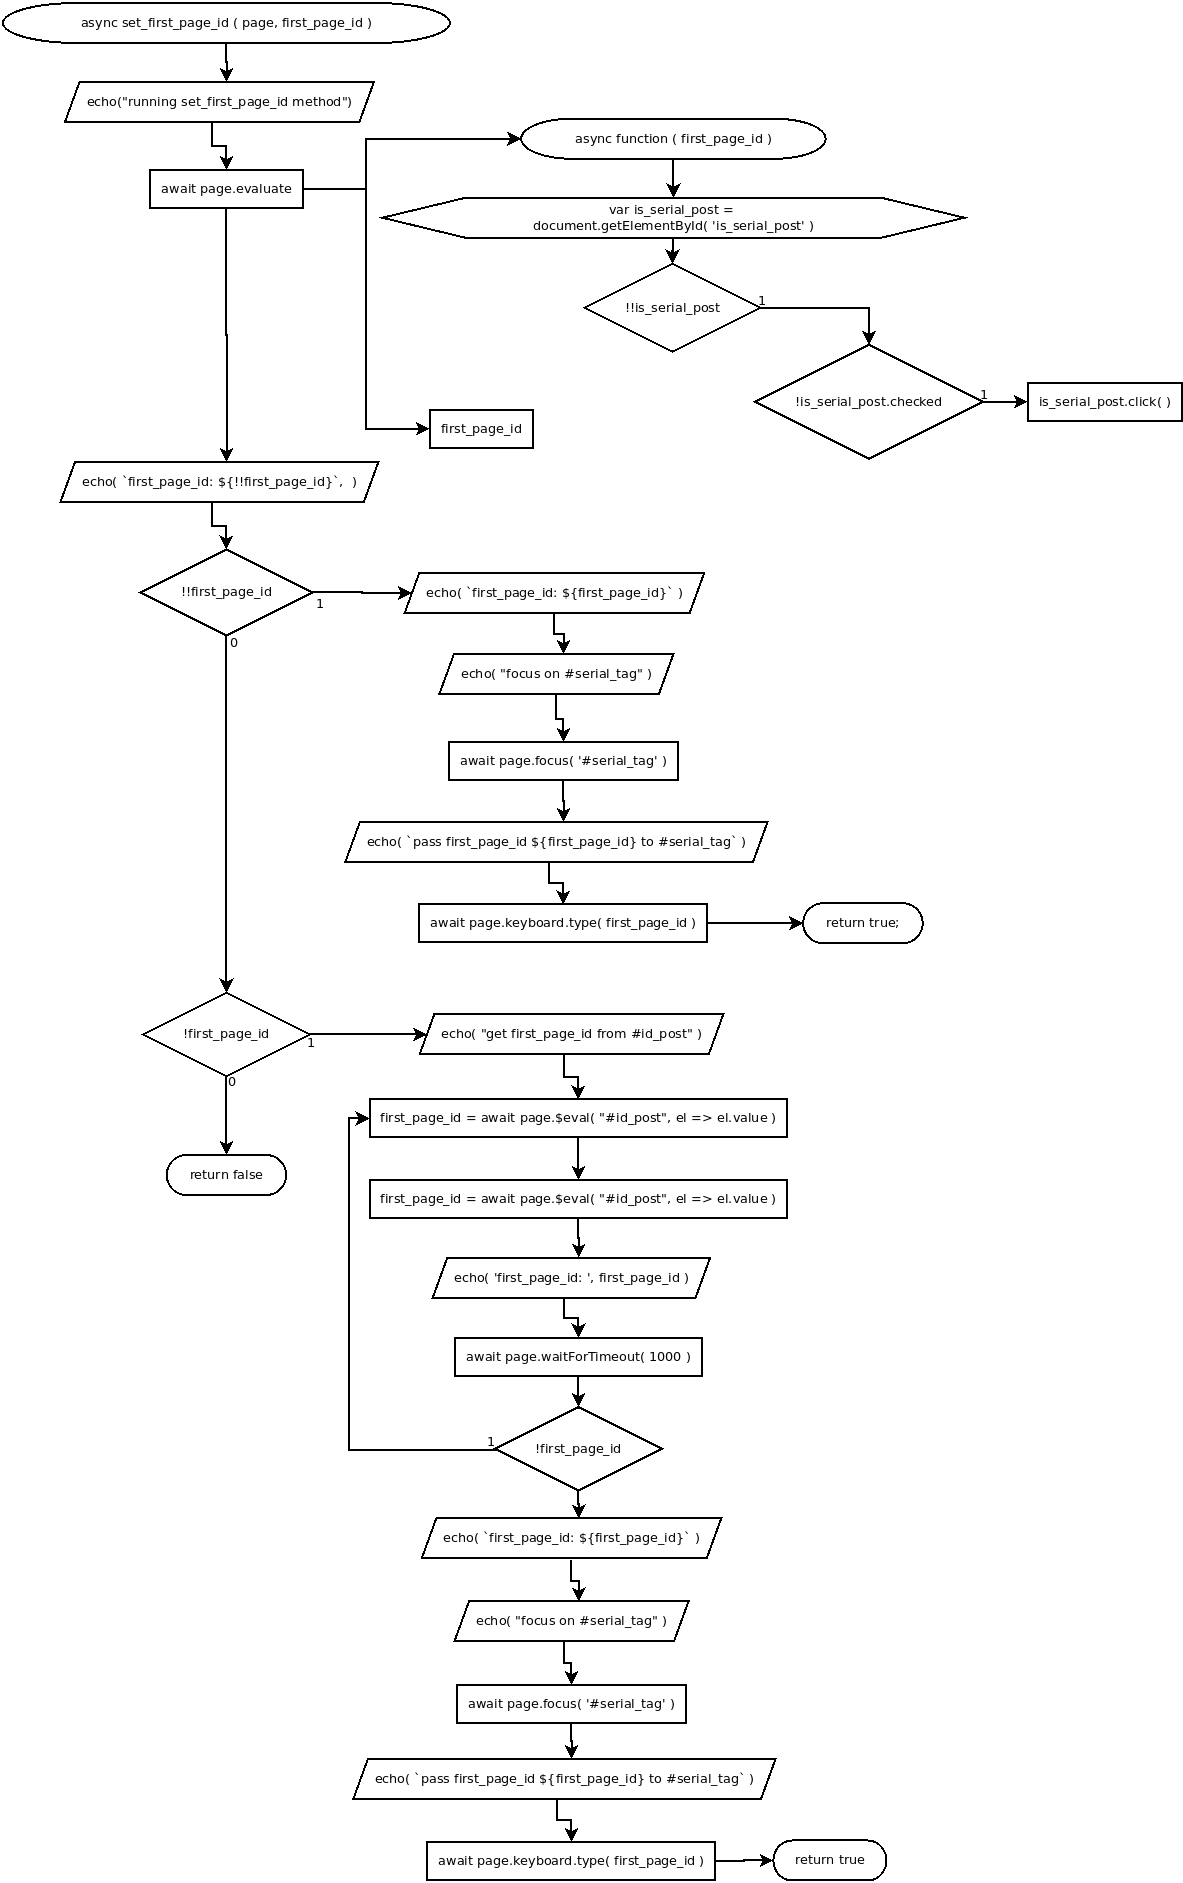 async set_first_page_id ( page, first_page_id )
echo("running set_first_page_id method")
await page.evaluate
async function ( first_page_id )
var is_serial_post =
document.getElementById( 'is_serial_post' )
!!is_serial_post
1
!is_serial_post.checked
1
is_serial_post.click( )
first_page_id
echo( `first_page_id: ${!!first_page_id}`,  )
!!first_page_id
1
0
echo( `first_page_id: ${first_page_id}` )
echo( "focus on #serial_tag" )
await page.focus( '#serial_tag' )
echo( `pass first_page_id ${first_page_id} to #serial_tag` )
await page.keyboard.type( first_page_id )
return true;
!first_page_id
1
0
return false
echo( "get first_page_id from #id_post" )
first_page_id = await page.$eval( "#id_post", el => el.value )
first_page_id = await page.$eval( "#id_post", el => el.value )
echo( 'first_page_id: ', first_page_id )
await page.waitForTimeout( 1000 )
1
!first_page_id
echo( `first_page_id: ${first_page_id}` )
echo( "focus on #serial_tag" )
await page.focus( '#serial_tag' )
echo( `pass first_page_id ${first_page_id} to #serial_tag` )
await page.keyboard.type( first_page_id )
return true